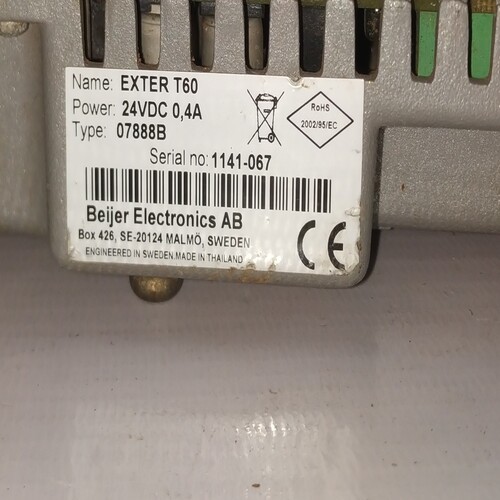 Name: EXTER T60
Power: 24VDC 0,4A
Type: 07888B
RoHS
2002/95/EC
Serial no: 1141-067
Beijer Electronics AB
Box 426, SE-20124 MALMÖ, SWEDEN
ENGINEERED IN SWEDEN.MADE IN THAILAND
CE